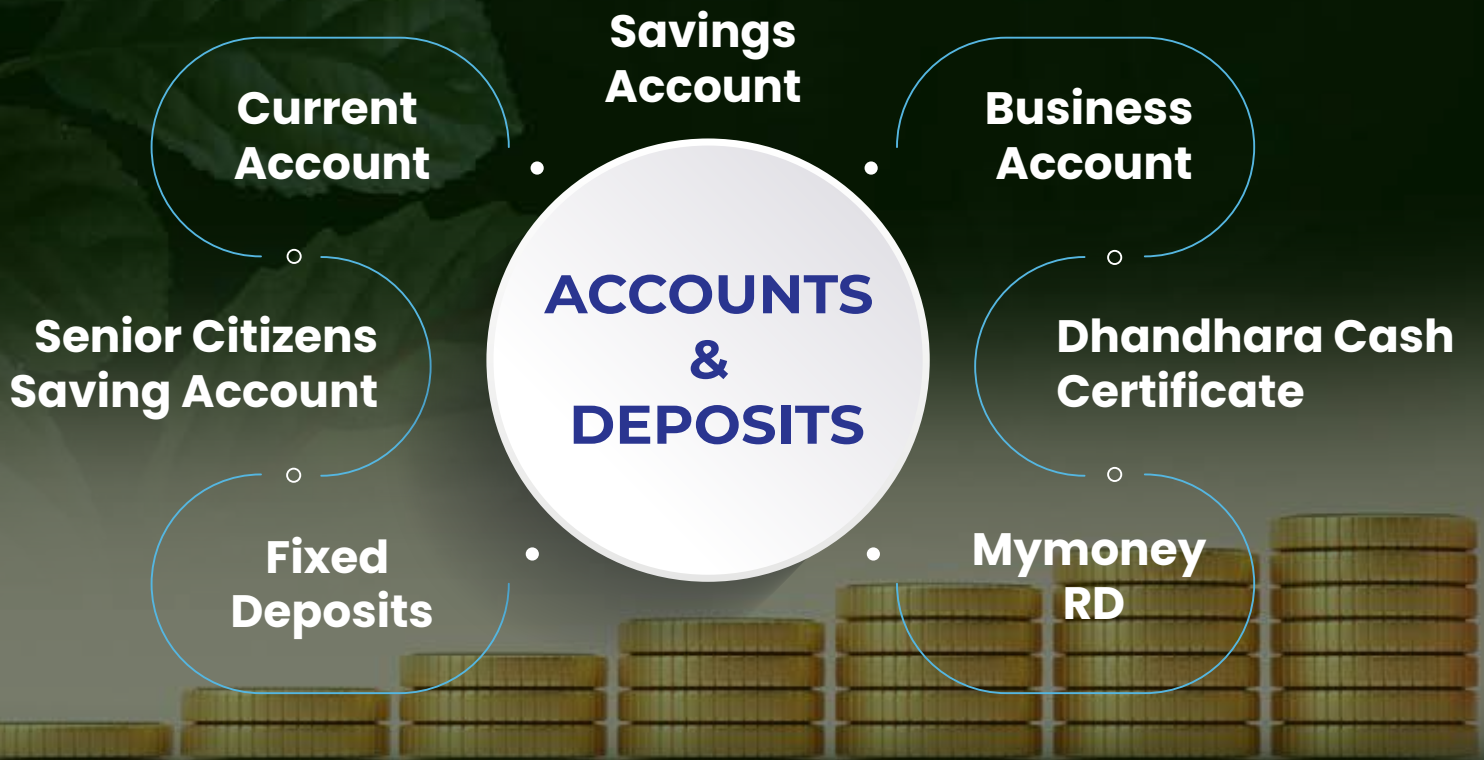 Savings
Account
Current
Account
Business
Account
ACCOUNTS
&
DEPOSITS
Senior Citizens
Saving Account
Dhandhara Cash
Certificate
Fixed
Deposits
Mymoney
RD